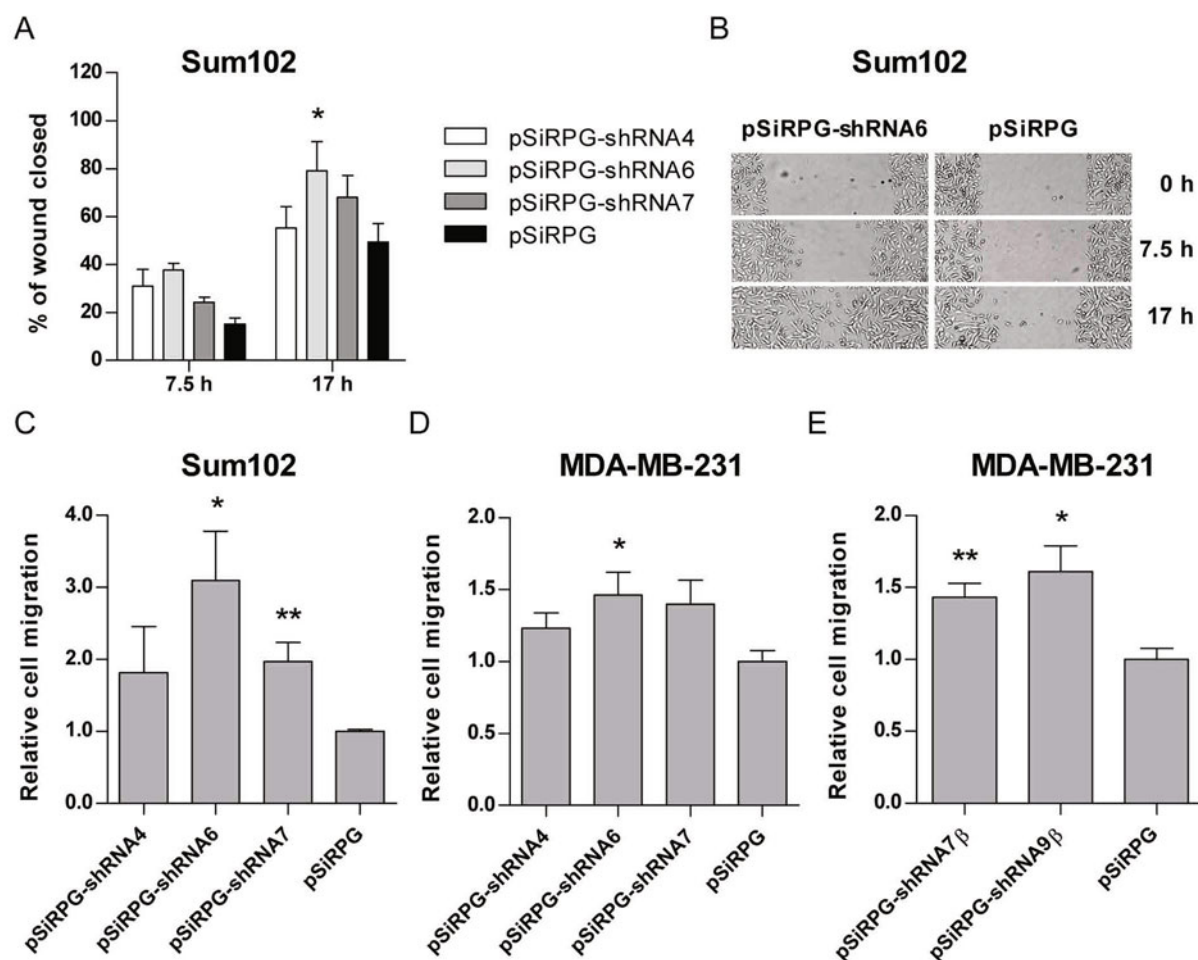 A
Sum102
% of wound closed
120
100
80
60
40
20
0
*
7.5 h
17 h
pSiRPG-shRNA4
pSiRPG-shRNA6
pSiRPG-shRNA7
pSiRPG
B
Sum102
pSiRPG-shRNA6
pSiRPG
0 h
7.5 h
17 h
C
Sum102
Relative cell migration
4.0
3.0
2.0
1.0
0.0
*
**
pSiRPG-shRNA4
pSiRPG-shRNA6
pSiRPG-shRNA7
pSiRPG
D
MDA-MB-231
Relative cell migration
2.0
1.5
1.0
0.5
0.0
*
pSiRPG-shRNA4
pSiRPG-shRNA6
pSiRPG-shRNA7
pSiRPG
E
MDA-MB-231
Relative cell migration
2.0
1.5
1.0
0.5
0.0
**
*
pSiRPG-shRNA7β
pSiRPG-shRNA9β
pSiRPG